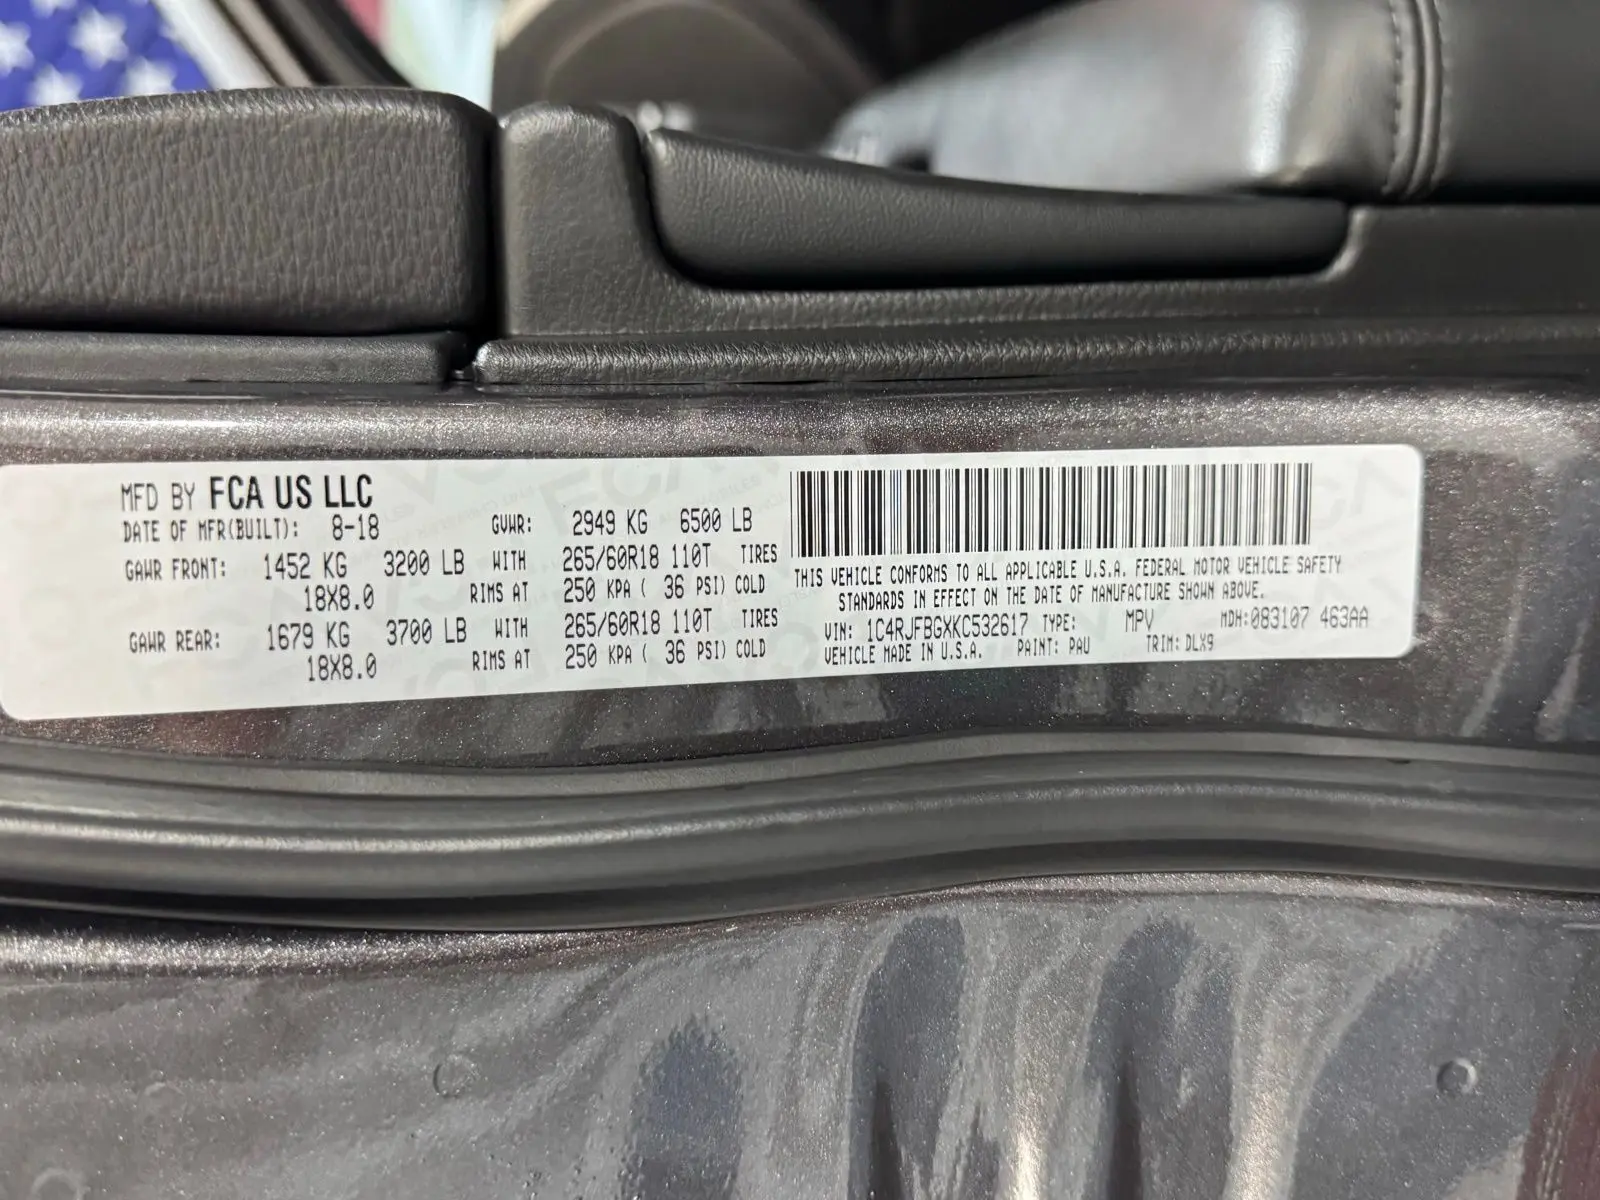 MFD BY FCA US LLC
DATE OF MFR(BUILT): 8-18 GVWR: 2949 KG 6500 LB
GAWR FRONT: 1452 KG 3200 LB WITH 265/60R18 110T TIRES
18X8.0 RIMS AT 250 KPA ( 36 PSI) COLD
GAWR REAR: 1679 KG 3700 LB WITH 265/60R18 110T TIRES
18X8.0 RIMS AT 250 KPA ( 36 PSI) COLD
THIS VEHICLE CONFORMS TO ALL APPLICABLE U.S.A. FEDERAL MOTOR VEHICLE SAFETY
STANDARDS IN EFFECT ON THE DATE OF MANUFACTURE SHOWN ABOVE.
VIN: 1C4RJFBGXKC532617 TYPE: MPV MDH:083107 463AA
VEHICLE MADE IN U.S.A. PAINT: PAU TRIM: DLX9